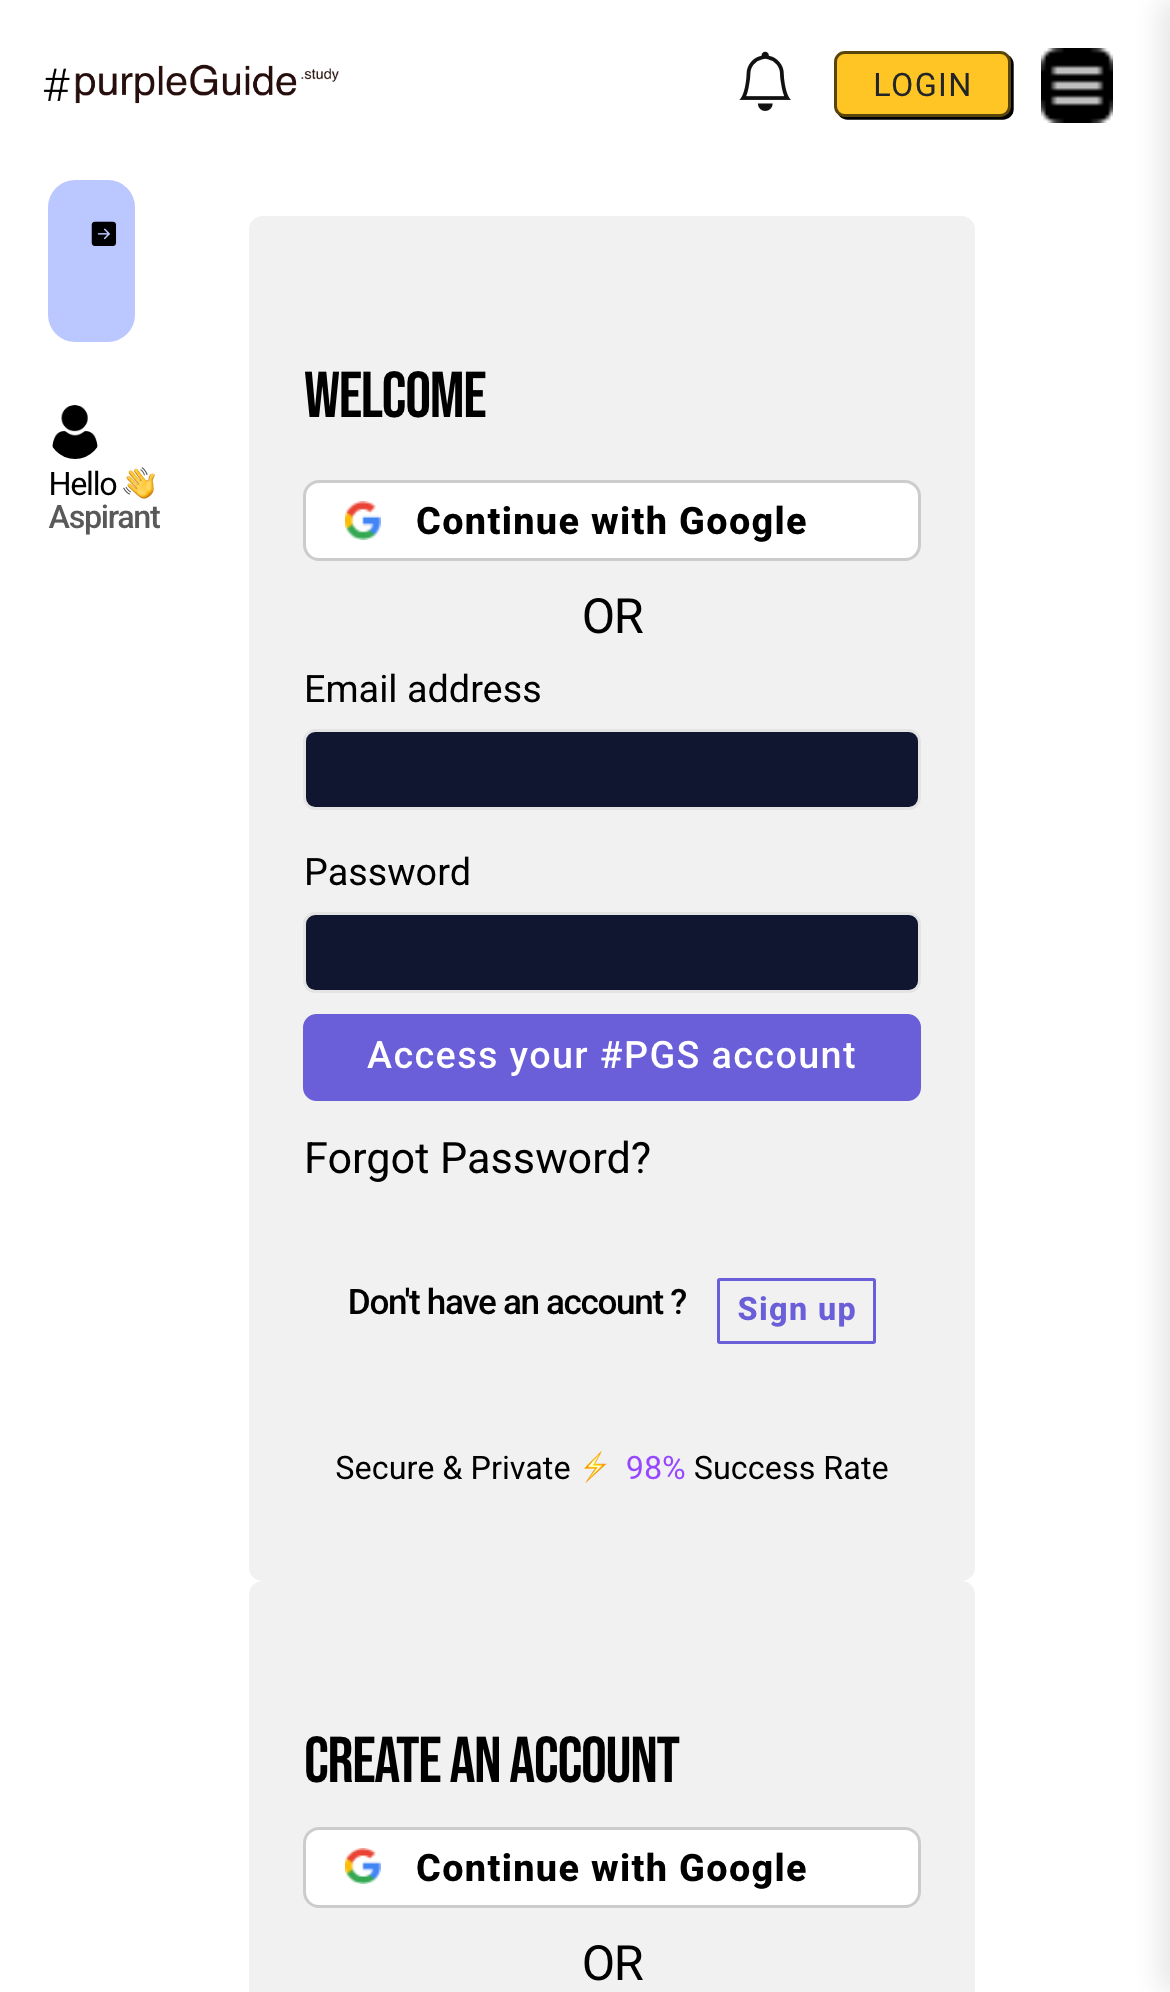 #purpleGuide.study
LOGIN
Hello 👋
Aspirant
WELCOME
Continue with Google
OR
Email address
Password
Access your #PGS account
Forgot Password?
Don't have an account ? Sign up
Secure & Private ⚡ 98% Success Rate
CREATE AN ACCOUNT
Continue with Google
OR